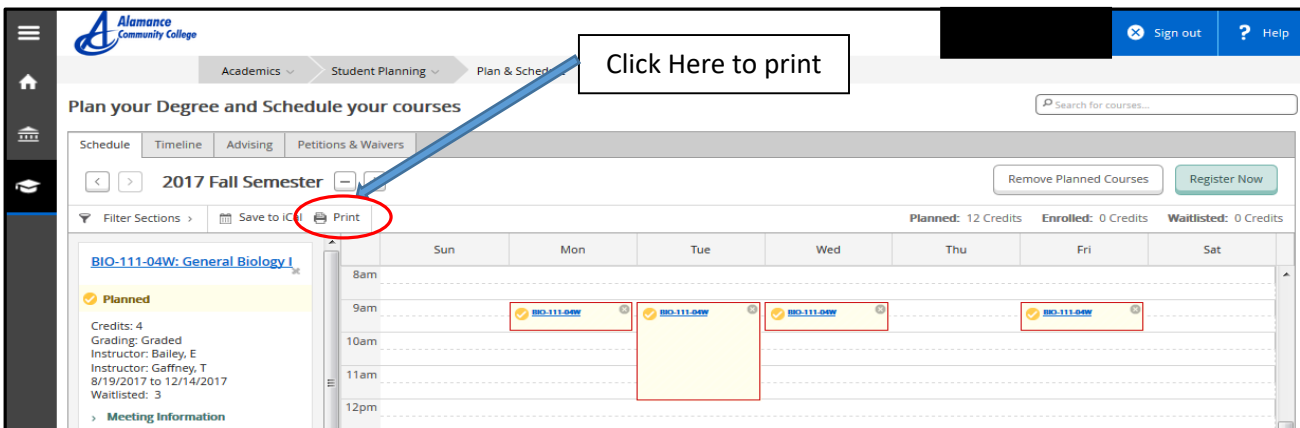 Alamance
Community College
Sign out
? Help
Click Here to print
Academics
Student Planning
Plan & Schedule
Plan your Degree and Schedule your courses
Search for courses...
Schedule
Timeline
Advising
Petitions & Waivers
2017 Fall Semester
Remove Planned Courses
Register Now
Filter Sections
Save to iCal
Print
Planned: 12 Credits
Enrolled: 0 Credits
Waitlisted: 0 Credits
Sun
Mon
Tue
Wed
Thu
Fri
Sat
BIO-111-04W: General Biology I
Planned
Credits: 4
Grading: Graded
Instructor: Bailey, E
Instructor: Gaffney, T
8/19/2017 to 12/14/2017
Waitlisted: 3
Meeting Information
8am
9am
BIO-111-04W
BIO-111-04W
BIO-111-04W
BIO-111-04W
10am
11am
12pm